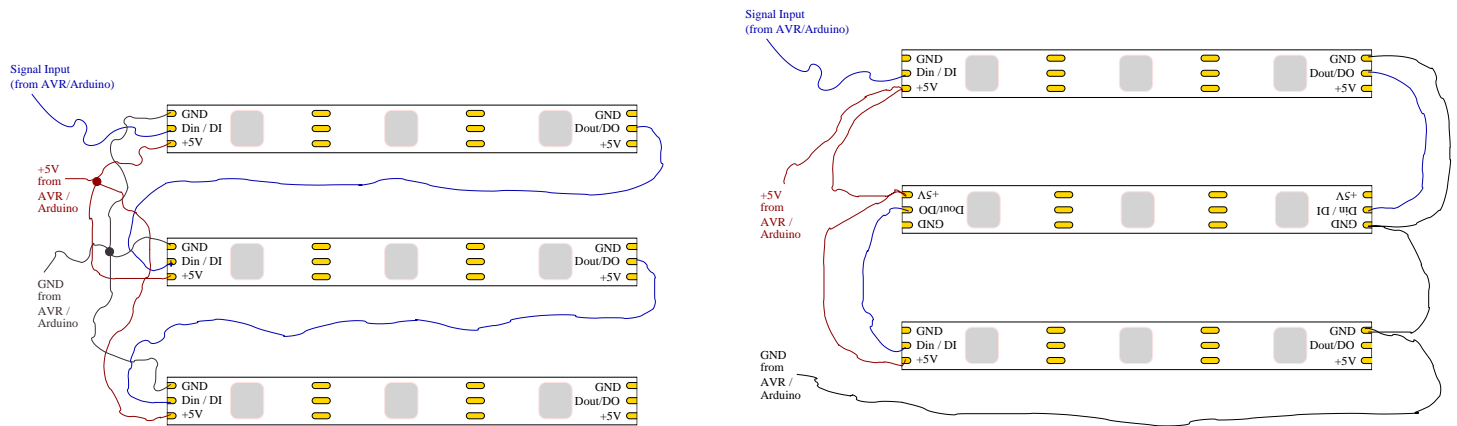 Signal Input
(from AVR/Arduino)
GND
Din / DI
+5V
GND
Dout/DO
+5V
+5V
from
AVR /
Arduino
GND
Din / DI
+5V
GND
Dout/DO
+5V
GND
from
AVR /
Arduino
GND
Din / DI
+5V
GND
Dout/DO
+5V
Signal Input
(from AVR/Arduino)
GND
Din / DI
+5V
GND
Dout/DO
+5V
+5V
from
AVR /
Arduino
+5V
Dout/DO
GND
+5V
Din / DI
GND
GND
Din / DI
+5V
GND
Dout/DO
+5V
GND
from
AVR /
Arduino